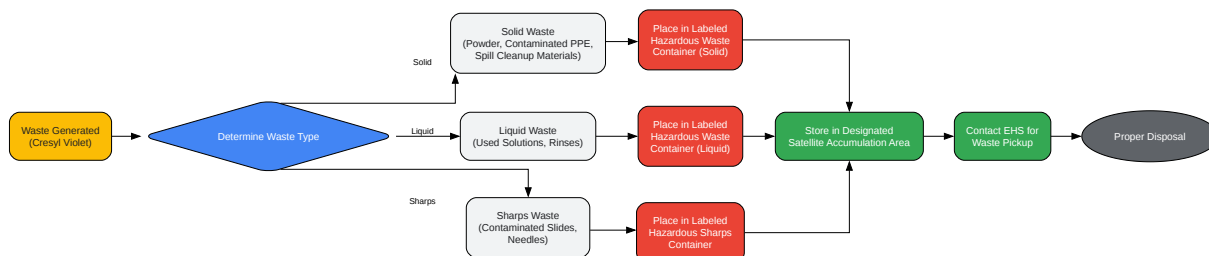 Waste Generated
(Cresyl Violet)
Determine Waste Type
Solid
Solid Waste
(Powder, Contaminated PPE,
Spill Cleanup Materials)
Place in Labeled
Hazardous Waste
Container (Solid)
Liquid
Liquid Waste
(Used Solutions, Rinses)
Place in Labeled
Hazardous Waste
Container (Liquid)
Sharps
Sharps Waste
(Contaminated Slides,
Needles)
Place in Labeled
Hazardous Sharps
Container
Store in Designated
Satellite Accumulation Area
Contact EHS for
Waste Pickup
Proper Disposal